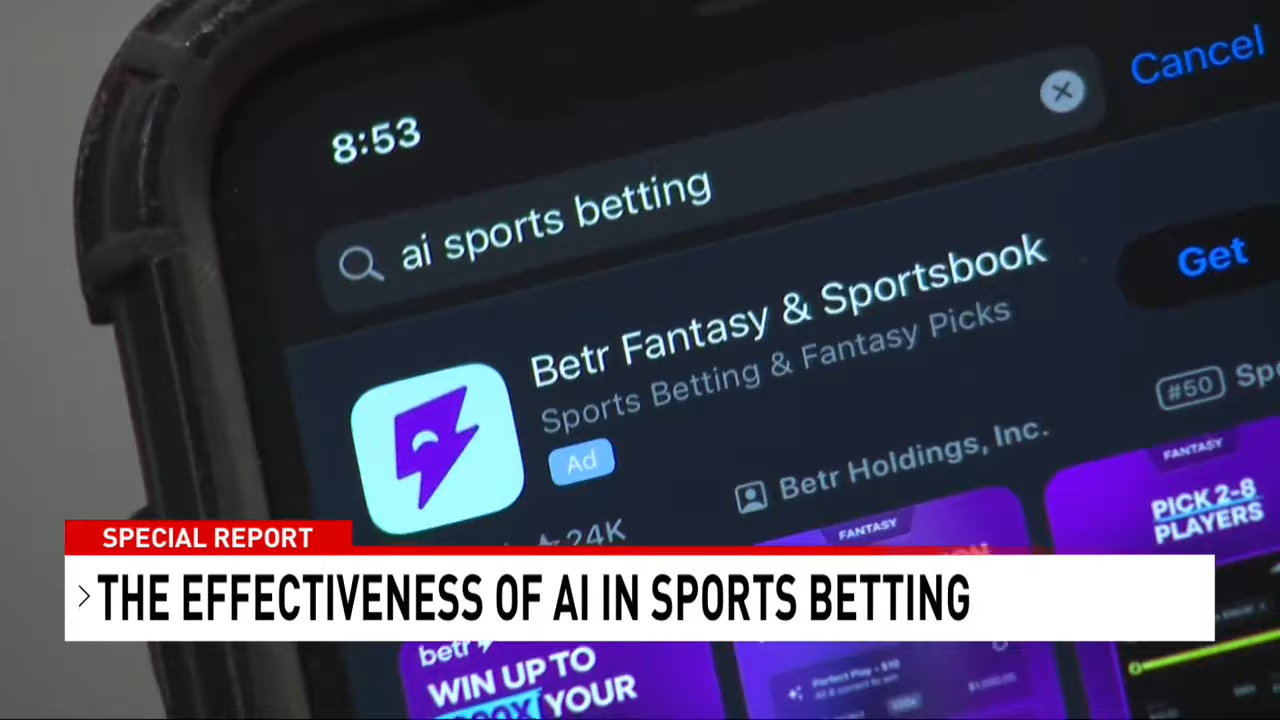 8:53
Cancel
ai sports betting
Betr Fantasy & Sportsbook
Get
Sports Betting & Fantasy Picks
Ad
Betr Holdings, Inc.
#50
24K
FANTASY
FANTASY
PICK 2-8
PLAYERS
SPECIAL REPORT
THE EFFECTIVENESS OF AI IN SPORTS BETTING
betr
WIN UP TO
YOUR
Perfect Play